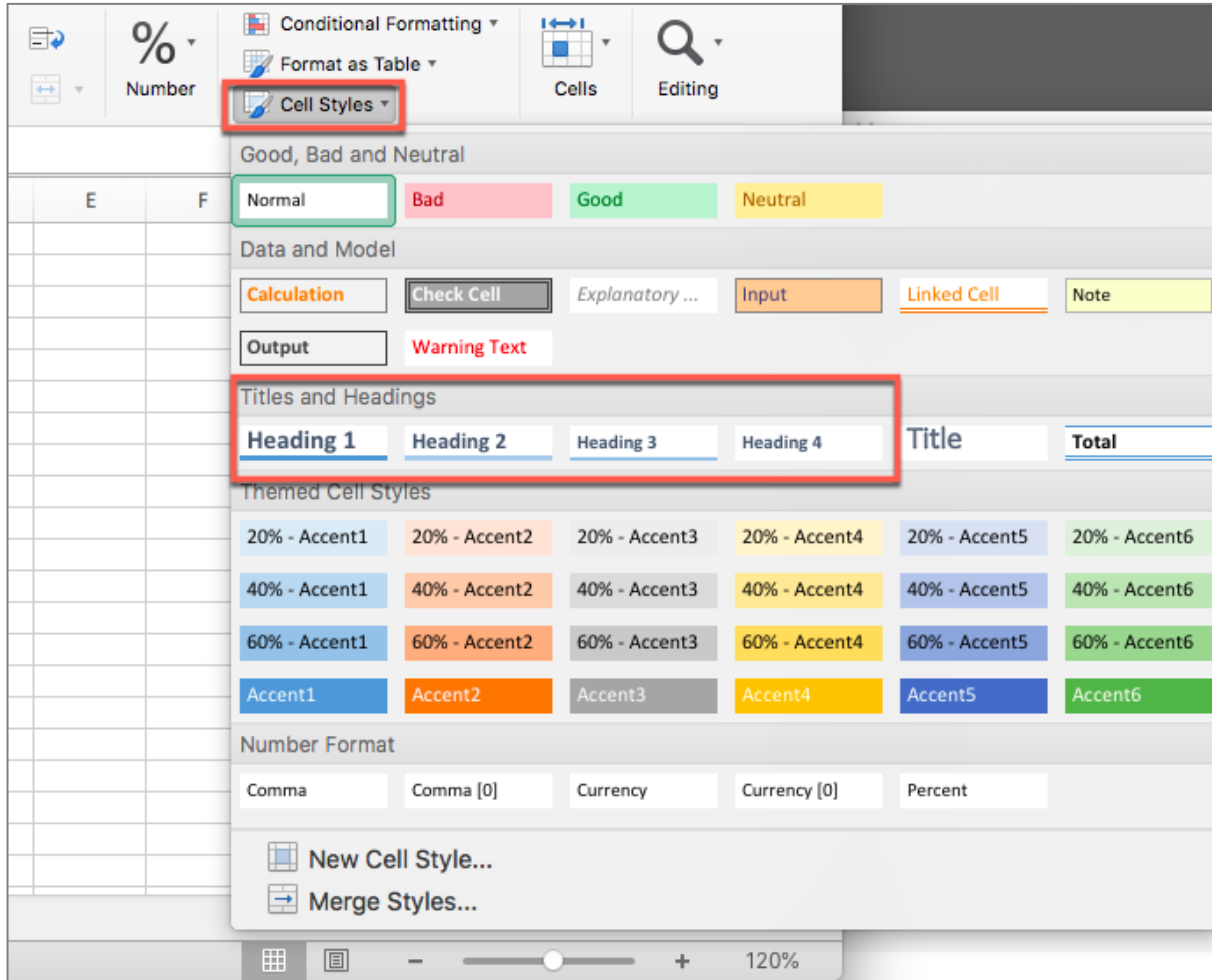 Conditional Formatting
%
Format as Table
Number
Cells
Editing
Cell Styles
Good, Bad and Neutral
E F
Normal Bad Good Neutral
Data and Model
Calculation Check Cell Explanatory ... Input Linked Cell Note
Output Warning Text
Titles and Headings
Heading 1 Heading 2 Heading 3 Heading 4 Title Total
Themed Cell Styles
20% - Accent1 20% - Accent2 20% - Accent3 20% - Accent4 20% - Accent5 20% - Accent6
40% - Accent1 40% - Accent2 40% - Accent3 40% - Accent4 40% - Accent5 40% - Accent6
60% - Accent1 60% - Accent2 60% - Accent3 60% - Accent4 60% - Accent5 60% - Accent6
Accent1 Accent2 Accent3 Accent4 Accent5 Accent6
Number Format
Comma Comma [0] Currency Currency [0] Percent
New Cell Style...
Merge Styles...
120%